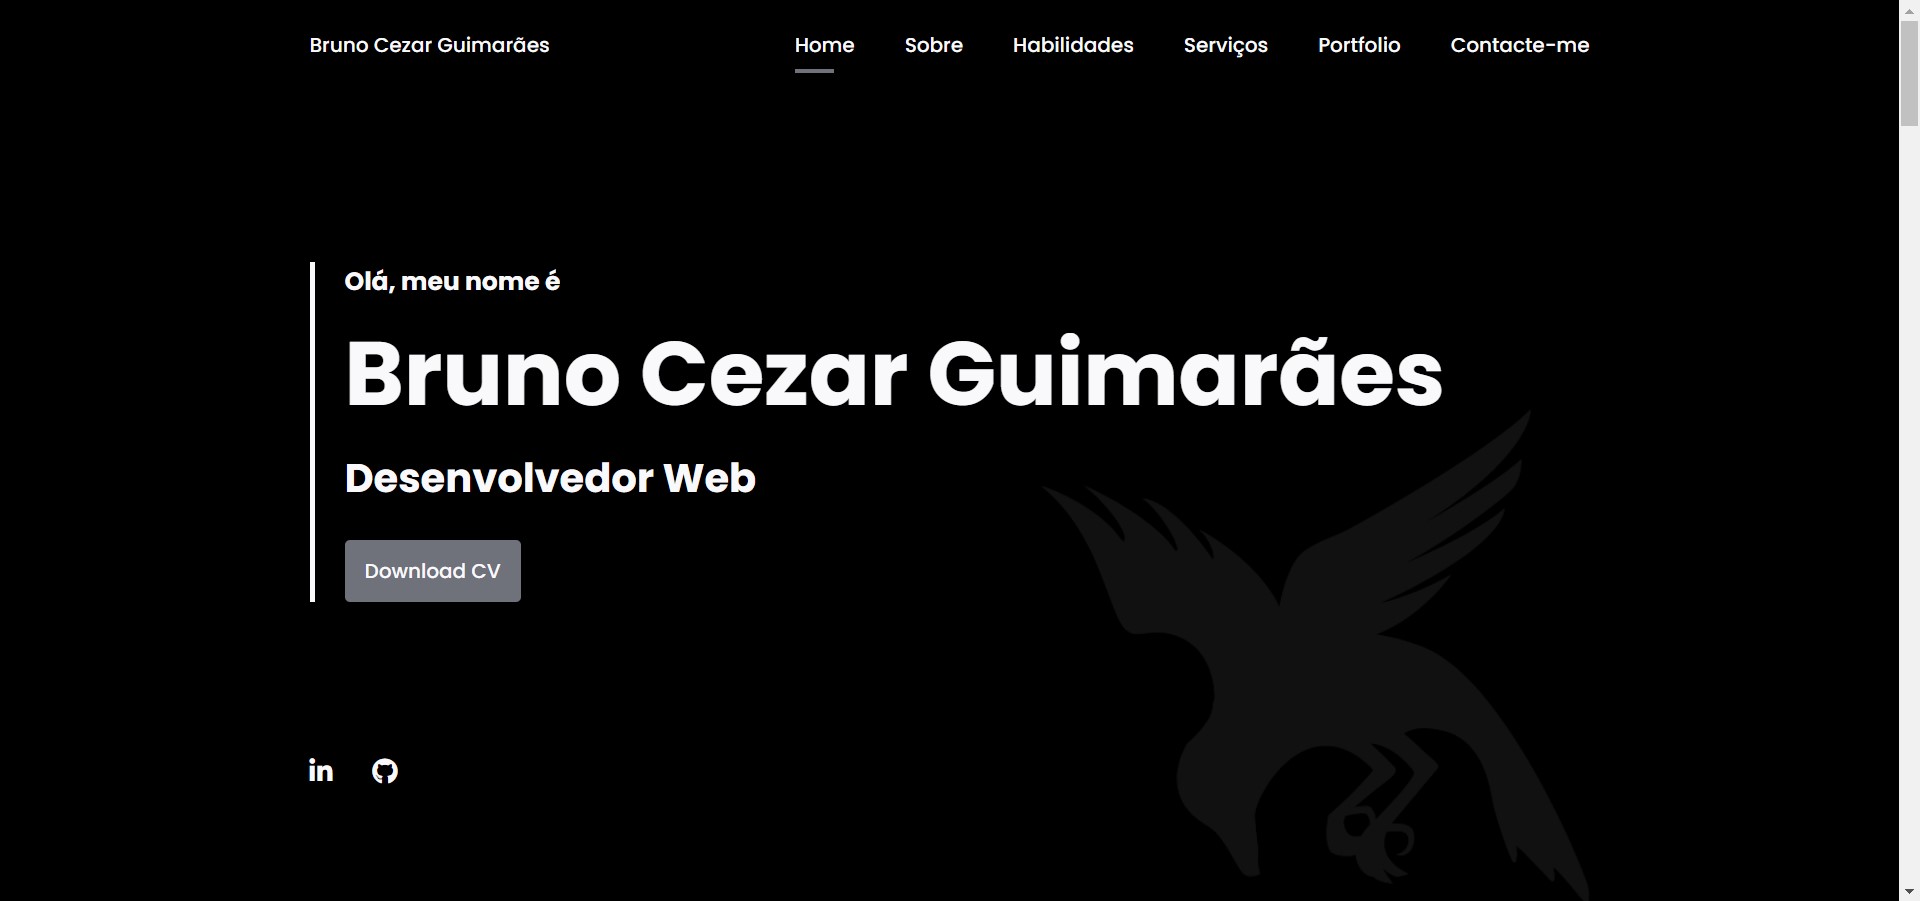 Bruno Cezar Guimarães
Home Sobre Habilidades Serviços Portfolio Contacte-me
Olá, meu nome é
Bruno Cezar Guimarães
Desenvolvedor Web
Download CV
in